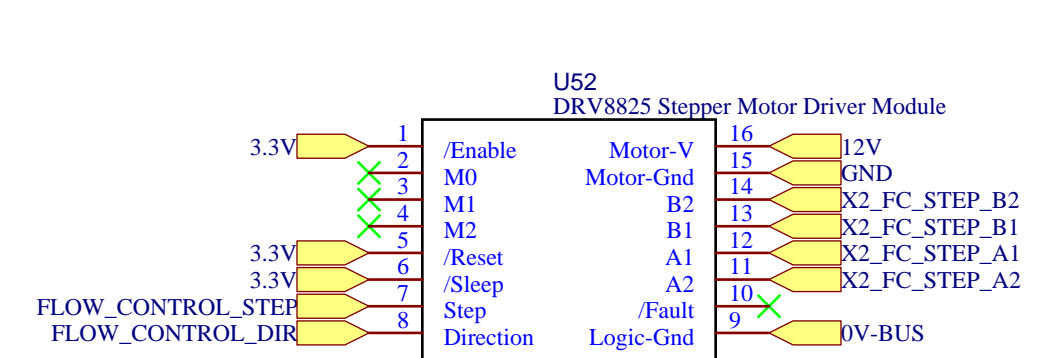 U52
DRV8825 Stepper Motor Driver Module
3.3V 1 /Enable Motor-V 16 12V
2 M0 Motor-Gnd 15 GND
3 M1 B2 14 X2_FC_STEP_B2
4 M2 B1 13 X2_FC_STEP_B1
3.3V 5 /Reset A1 12 X2_FC_STEP_A1
3.3V 6 /Sleep A2 11 X2_FC_STEP_A2
FLOW_CONTROL_STEP 7 Step /Fault 10
FLOW_CONTROL_DIR 8 Direction Logic-Gnd 9 0V-BUS